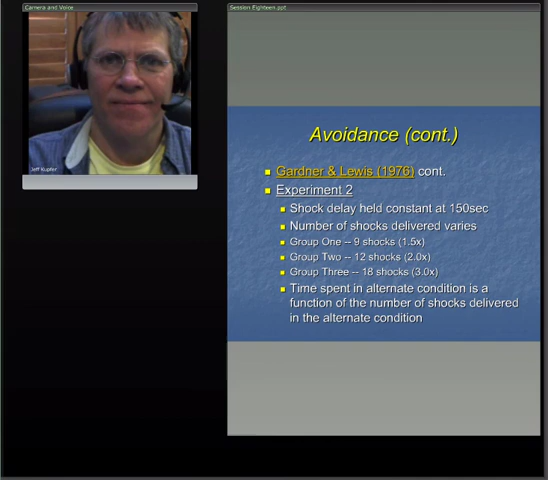 Camera and Voice
Session Eighteen.ppt
Jeff Kupfer
Avoidance (cont.)
Gardner & Lewis (1976) cont.
Experiment 2
Shock delay held constant at 150sec
Number of shocks delivered varies
Group One -- 9 shocks (1.5x)
Group Two -- 12 shocks (2.0x)
Group Three -- 18 shocks (3.0x)
Time spent in alternate condition is a
function of the number of shocks delivered
in the alternate condition